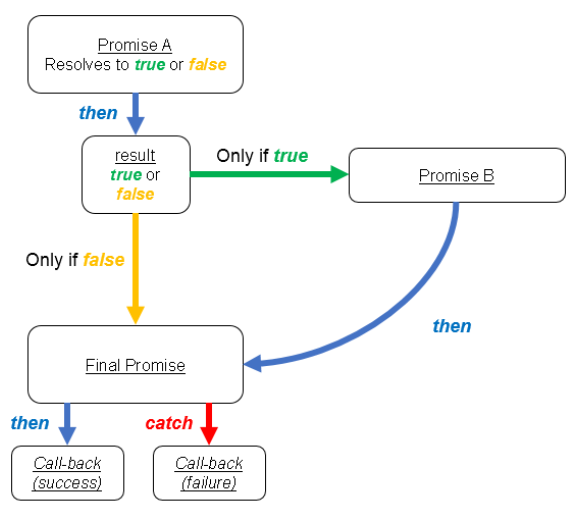 Promise A
Resolves to true or false
then
result
true or
false
Only if true
Promise B
Only if false
then
Final Promise
then
catch
Call-back
(success)
Call-back
(failure)